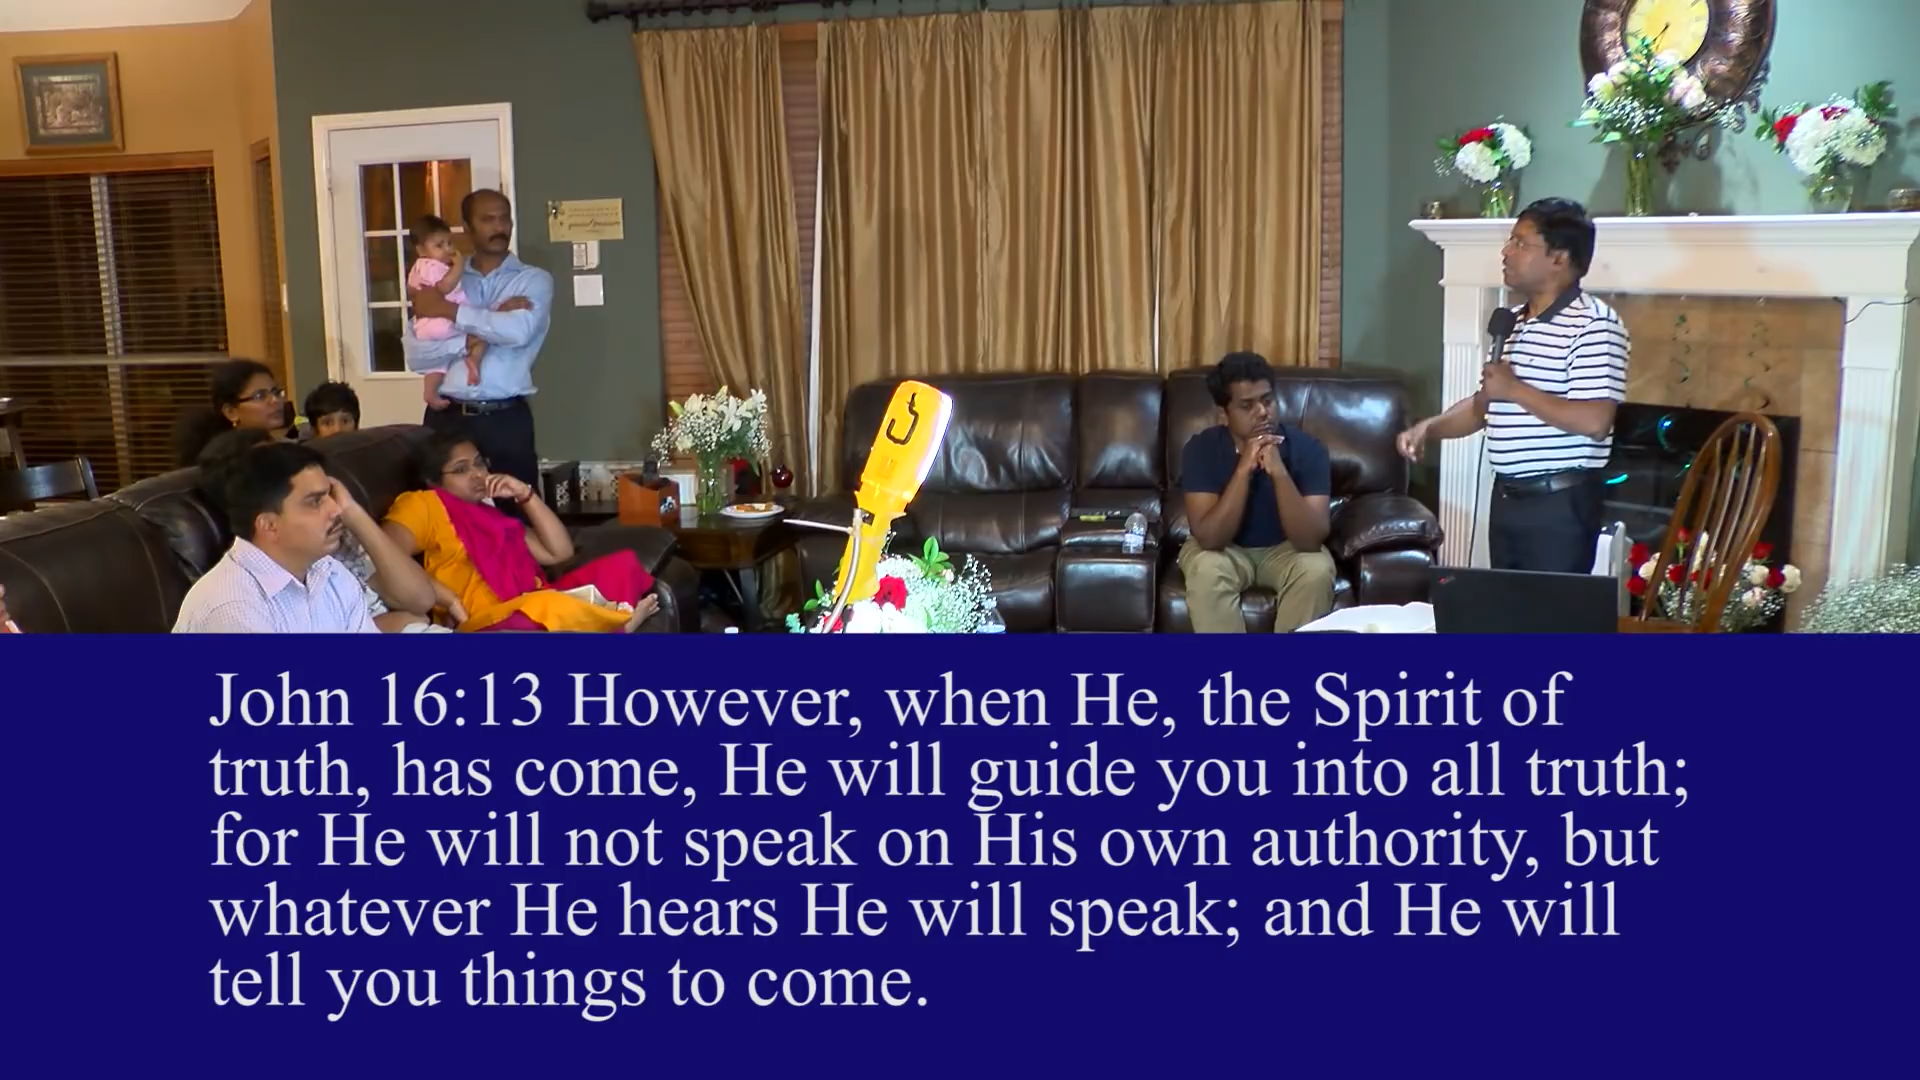 John 16:13 However, when He, the Spirit of
truth, has come, He will guide you into all truth;
for He will not speak on His own authority, but
whatever He hears He will speak; and He will
tell you things to come.